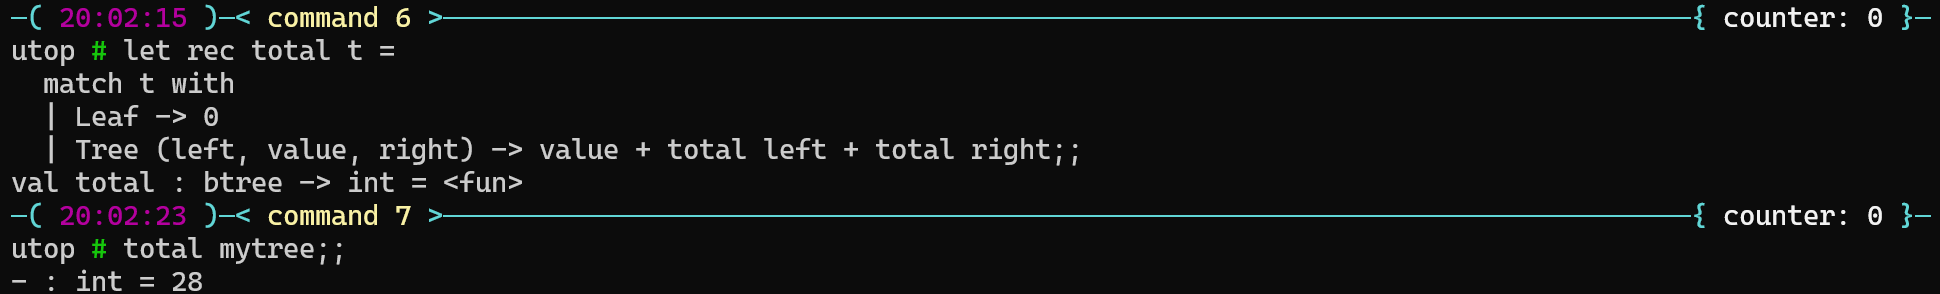 ─( 20:02:15 )─< command 6 >─────────────────────────{ counter: 0 }─
utop # let rec total t =
  match t with
  | Leaf -> 0
  | Tree (left, value, right) -> value + total left + total right;;
val total : btree -> int = <fun>
─( 20:02:23 )─< command 7 >─────────────────────────{ counter: 0 }─
utop # total mytree;;
- : int = 28